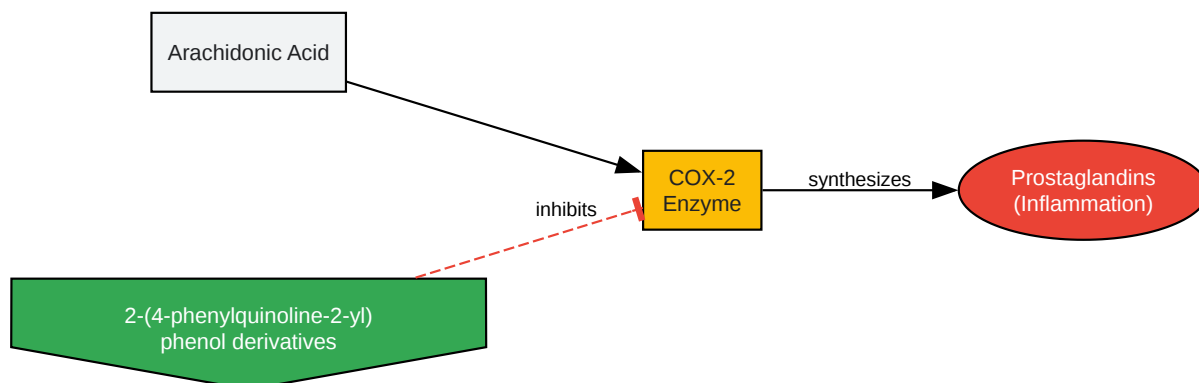 Arachidonic Acid
COX-2
Enzyme
synthesizes
Prostaglandins
(Inflammation)
inhibits
2-(4-phenylquinoline-2-yl)
phenol derivatives